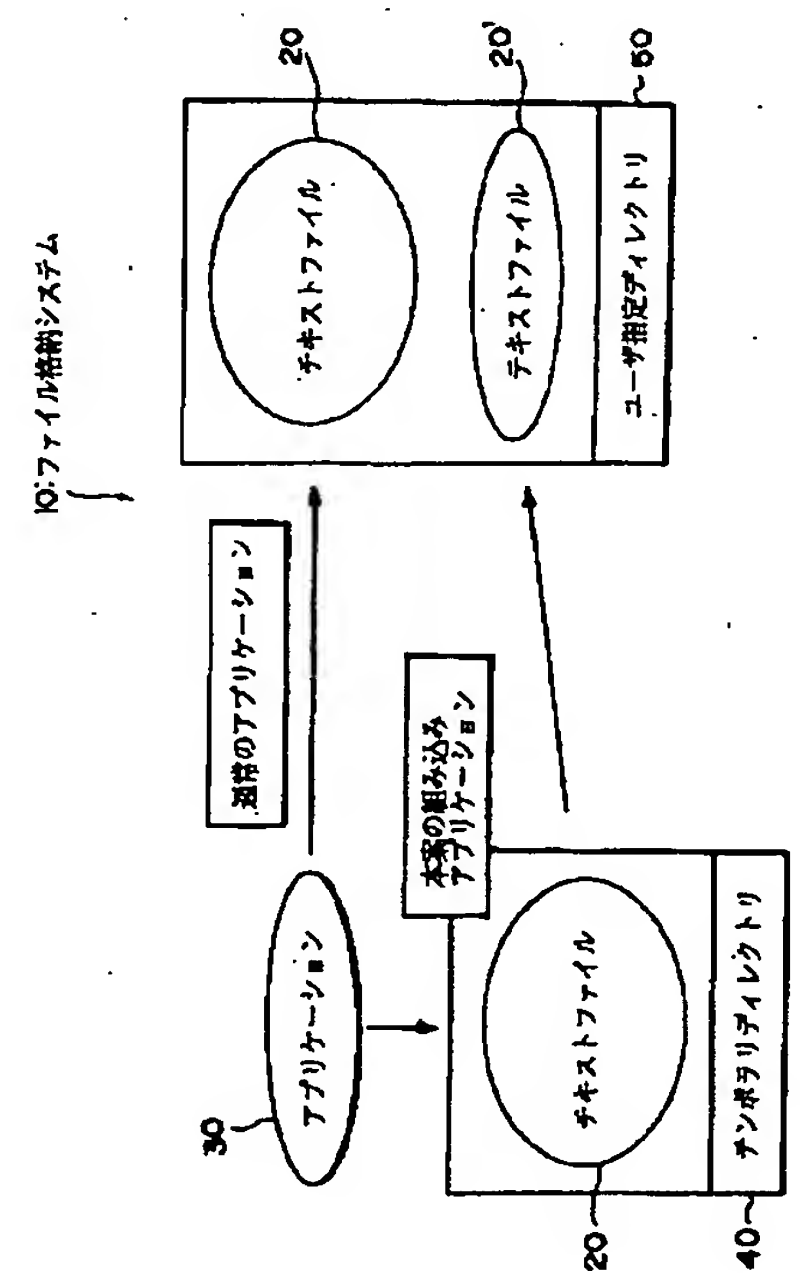 10:ファイル格納システム
20
テキストファイル
20'
テキストファイル
ユーザ指定ディレクトリ
50
通常のアプリケーション
本案の組み込み
アプリケーション
30
アプリケーション
テキストファイル
20
テンポラリディレクトリ
40